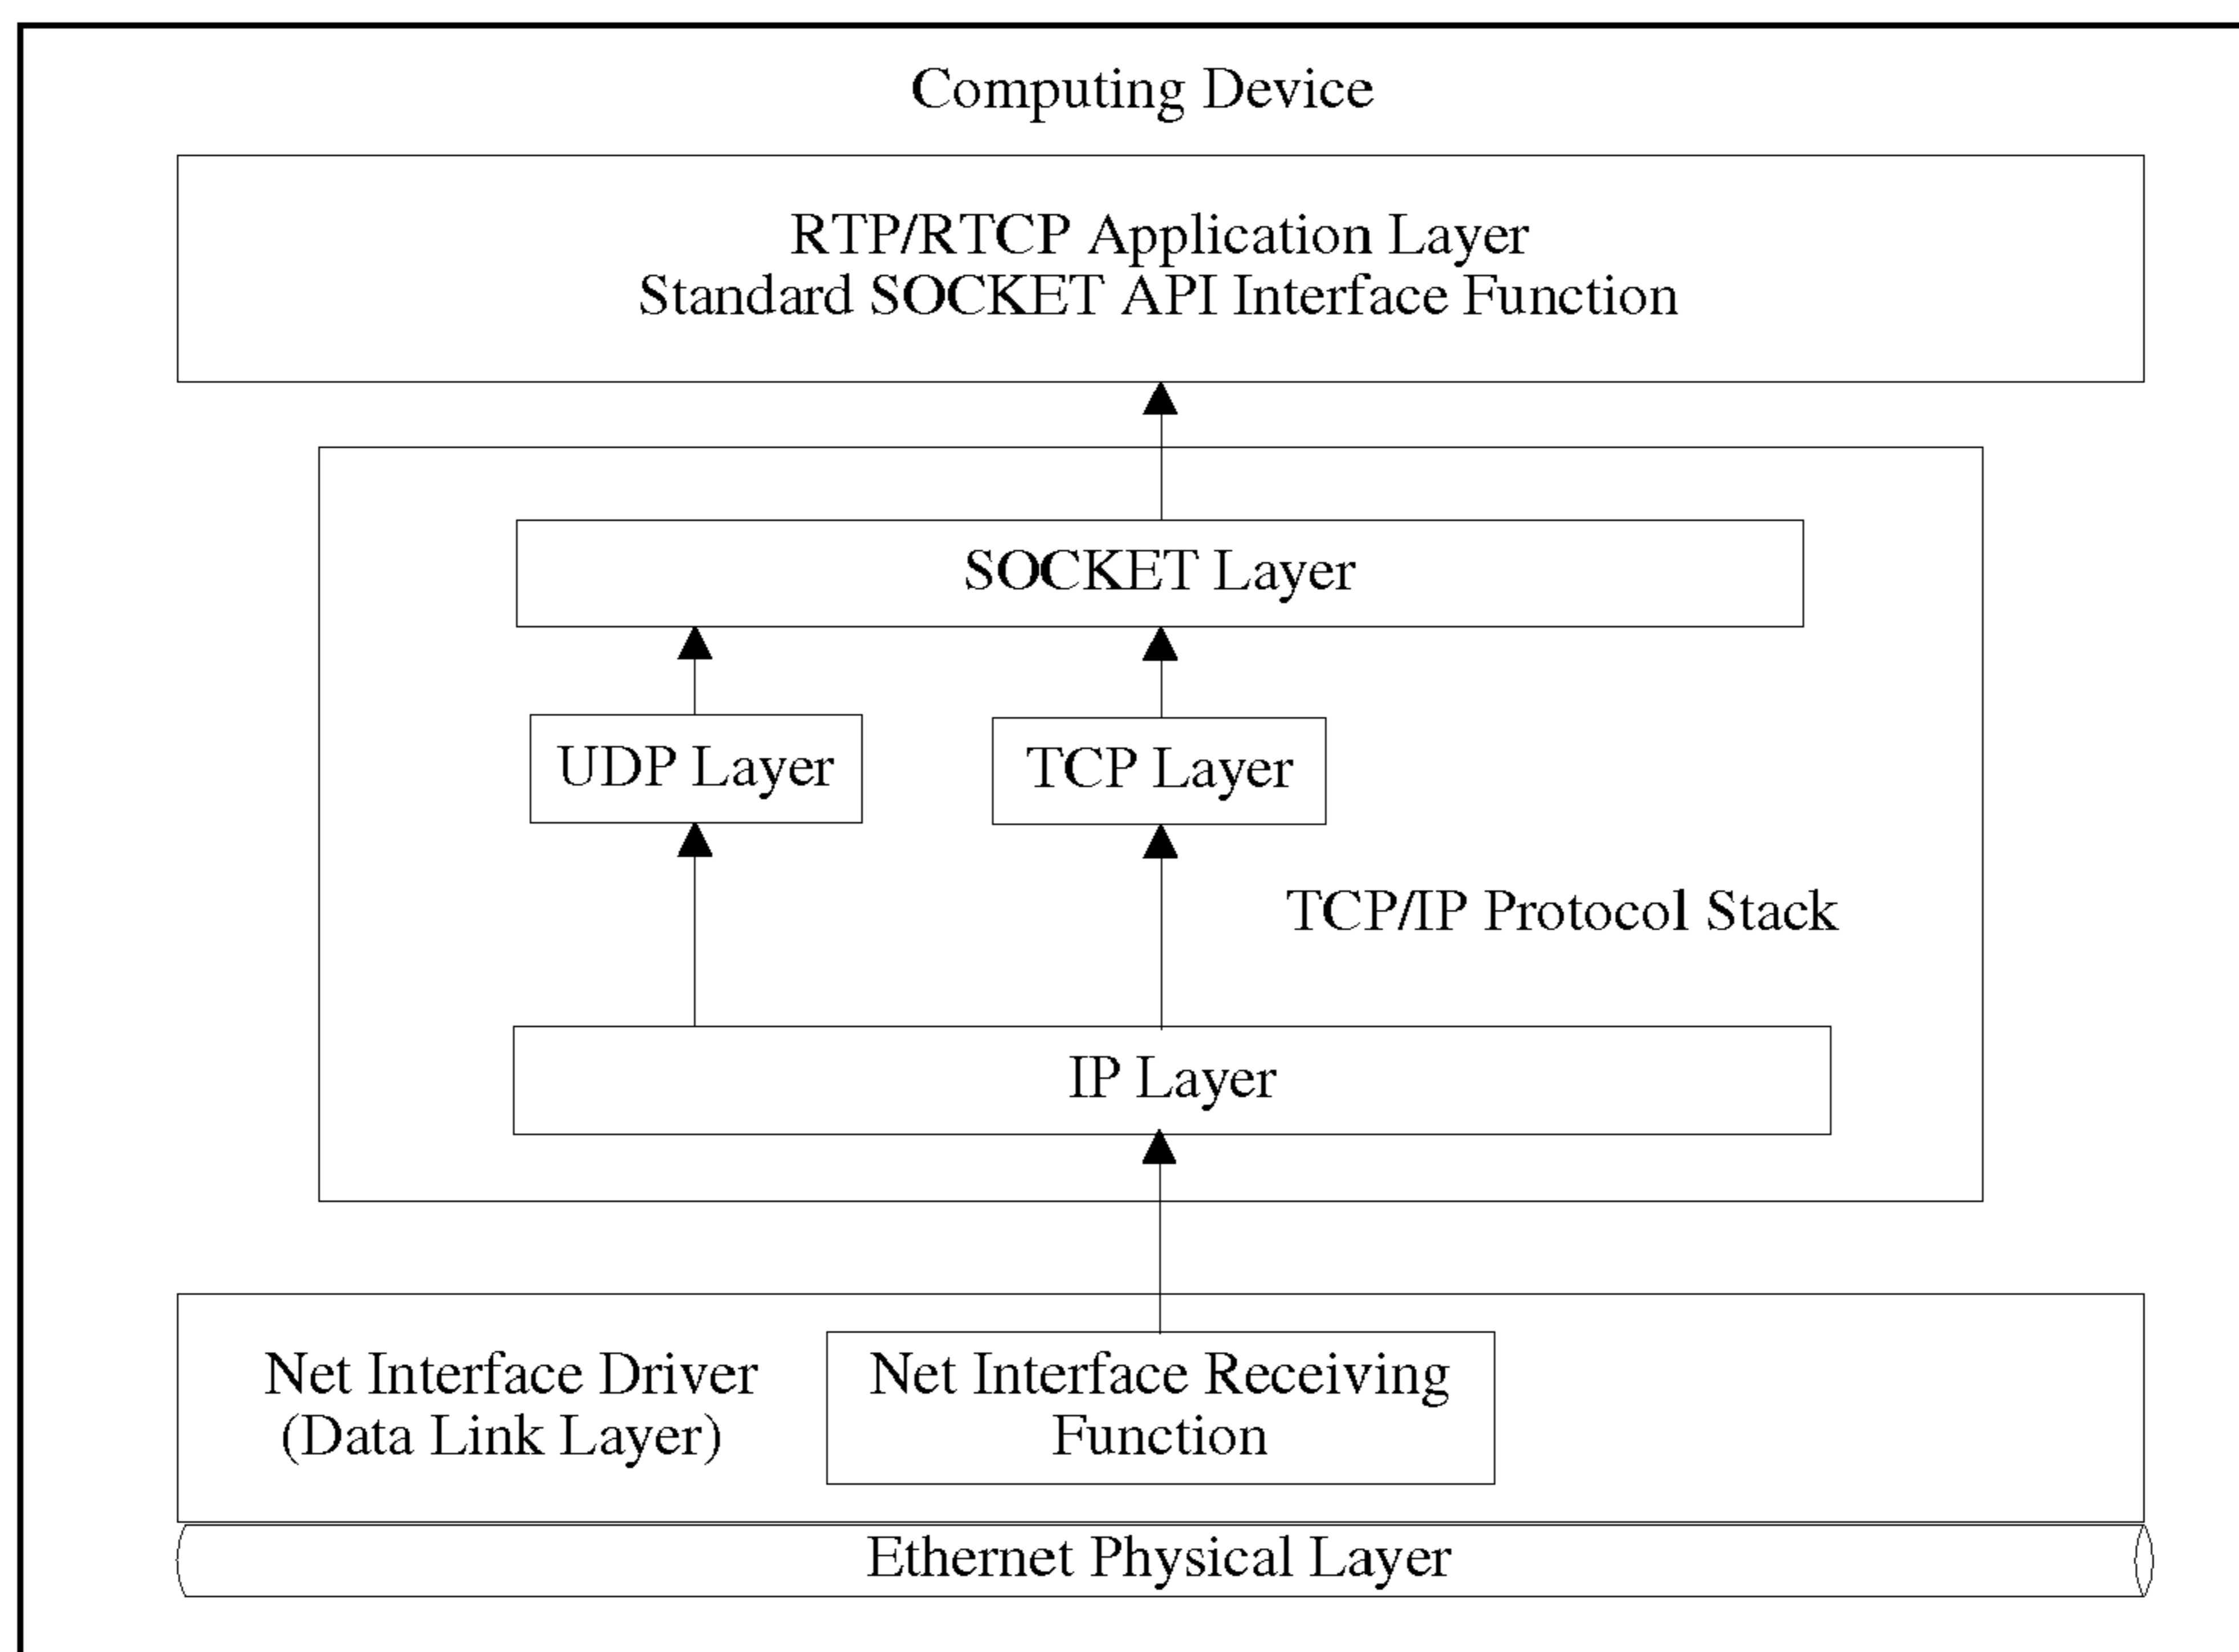 Computing Device
RTP/RTCP Application Layer
Standard SOCKET API Interface Function
SOCKET Layer
UDP Layer
TCP Layer
TCP/IP Protocol Stack
IP Layer
Net Interface Driver
(Data Link Layer)
Net Interface Receiving
Function
Ethernet Physical Layer